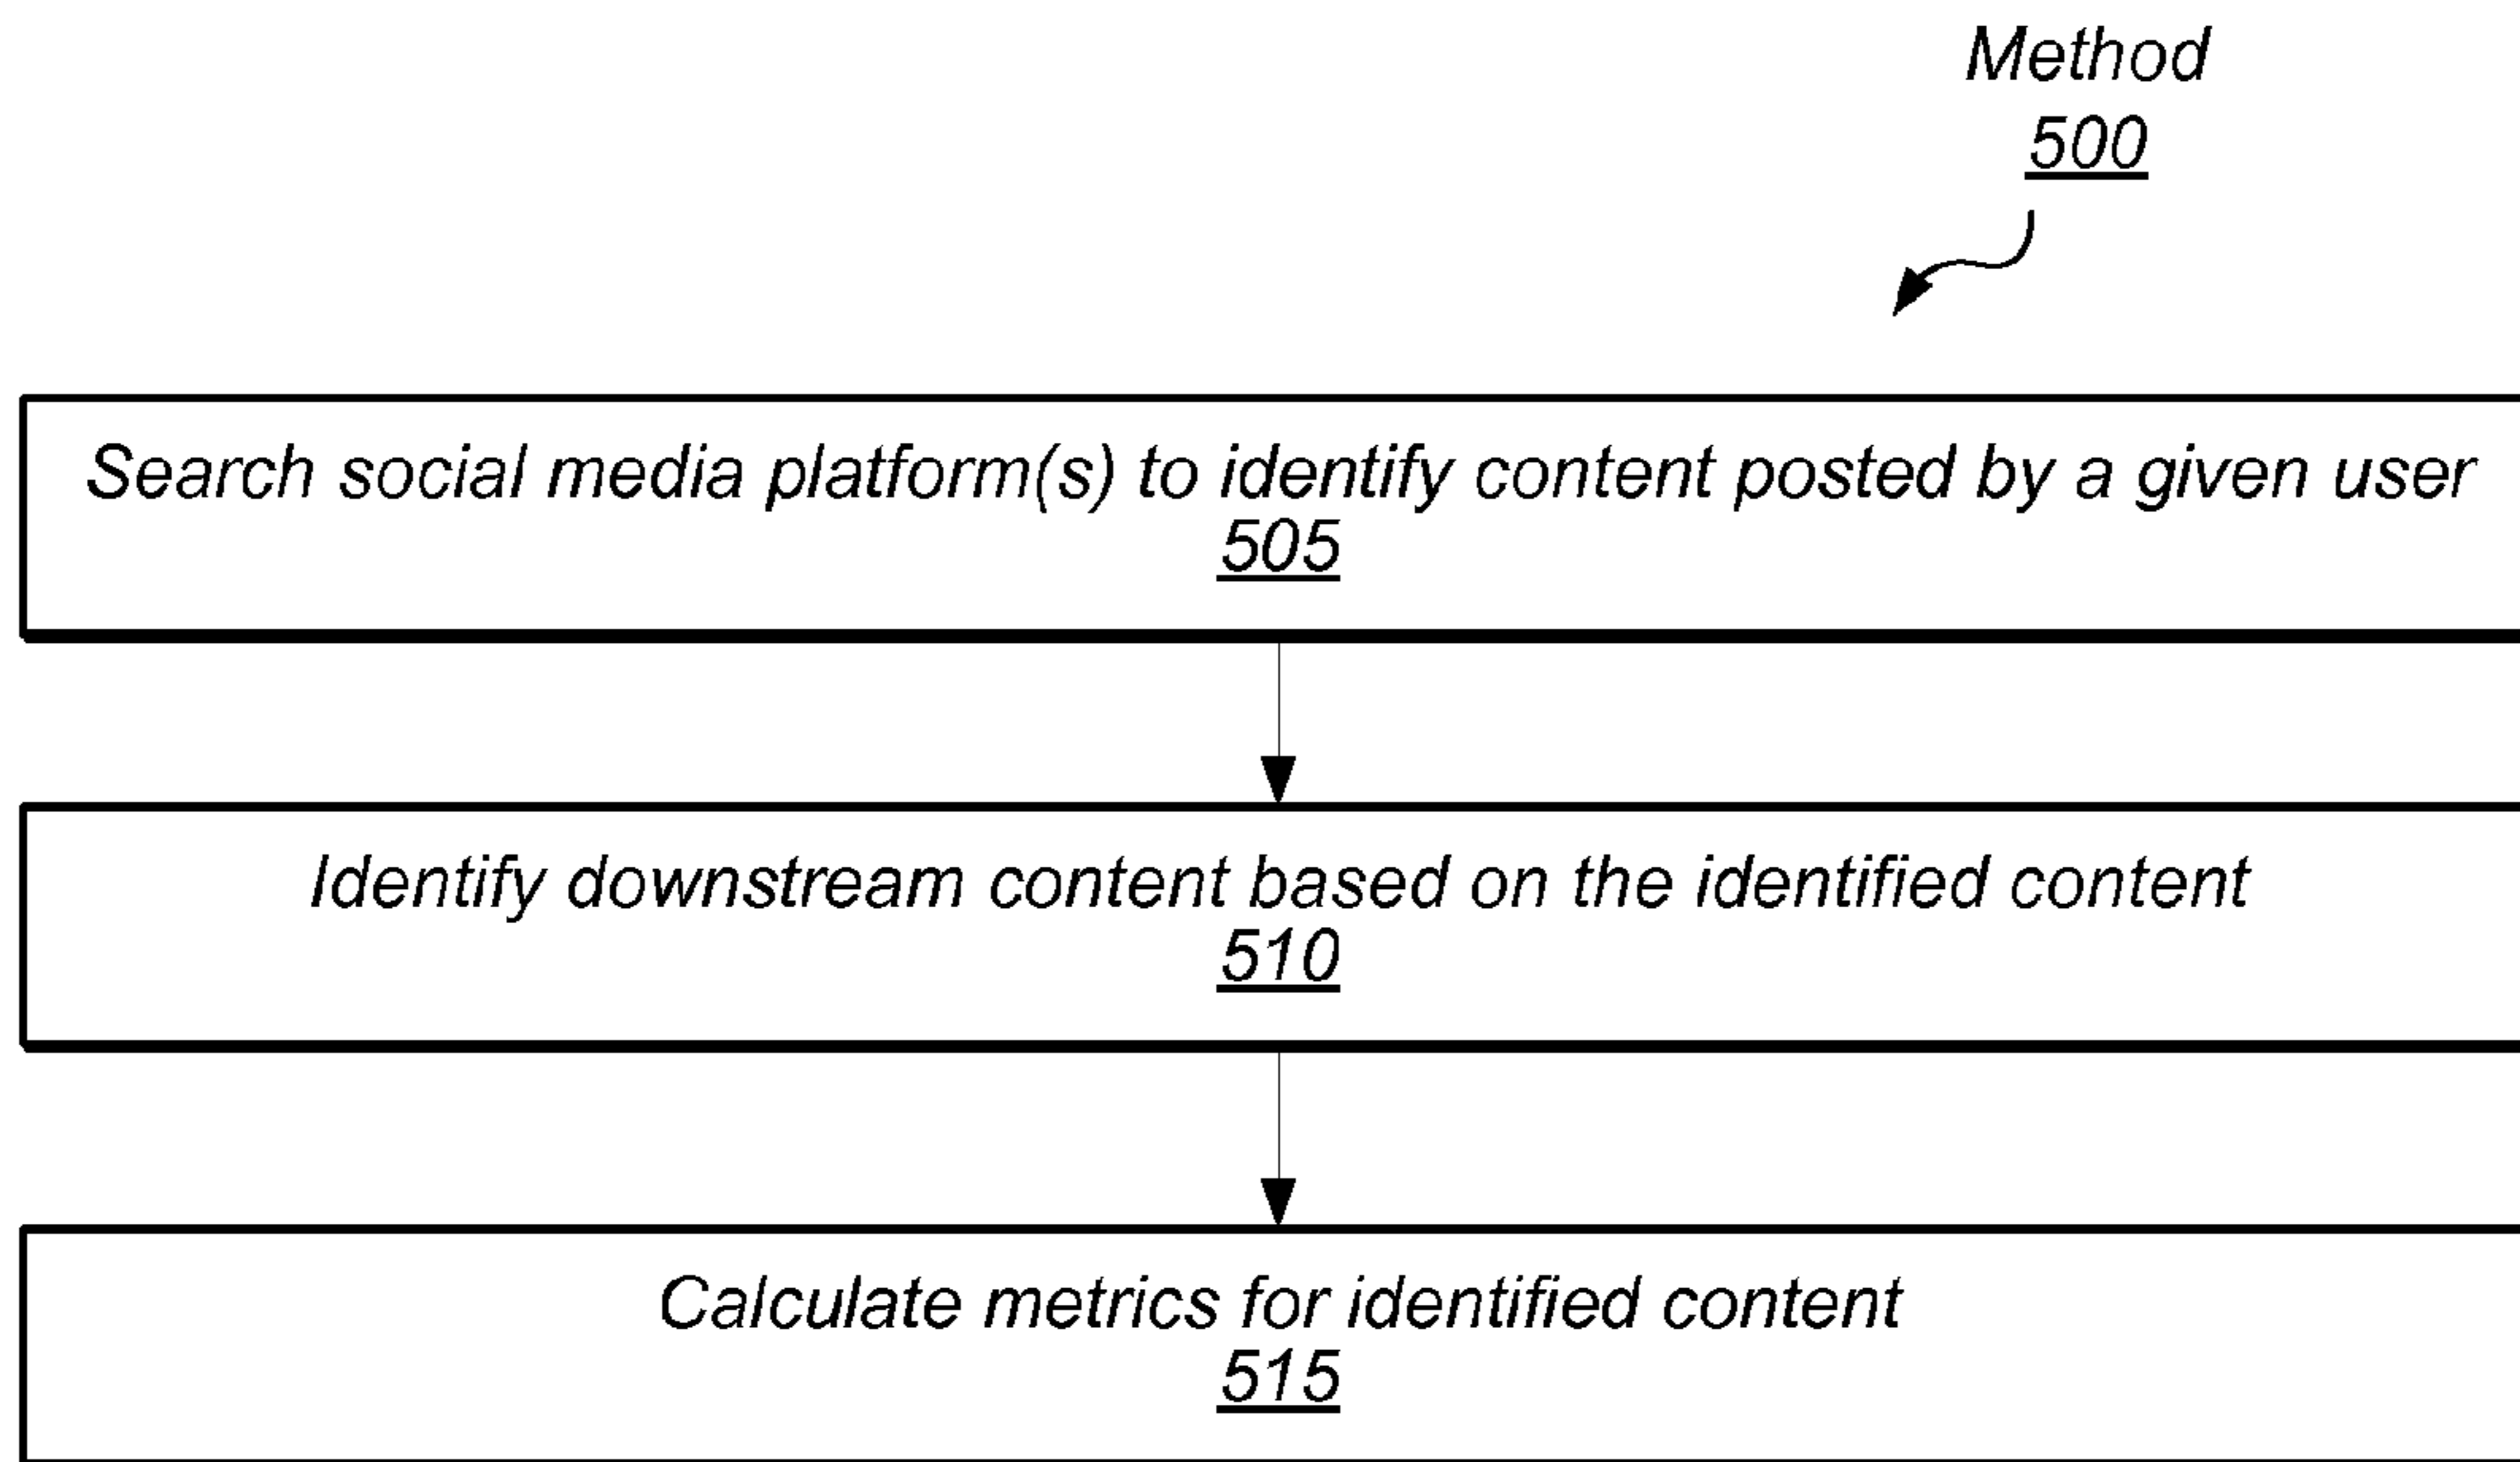 Method
500
Search social media platform(s) to identify content posted by a given user
505
Identify downstream content based on the identified content
510
Calculate metrics for identified content
515